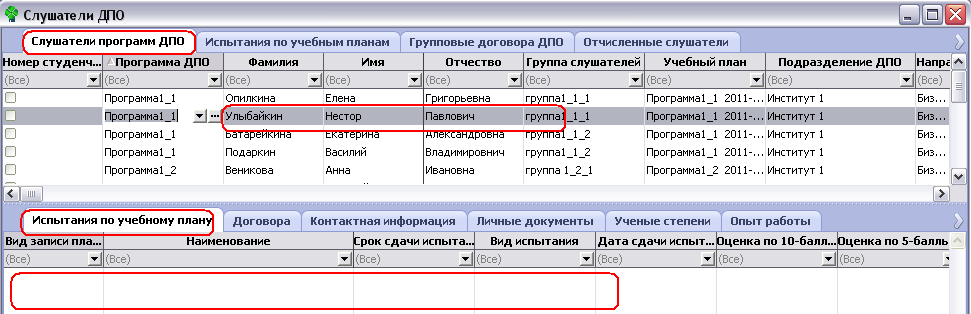 Слушатели ДПО
Слушатели программ ДПО Испытания по учебным планам Групповые договора ДПО Отчисленные слушатели
Номер студенч... Программа ДПО Фамилия Имя Отчество Группа слушателей Учебный план Подразделение ДПО Напра
(Все) (Все) (Все) (Все) (Все) (Все) (Все) (Все) (Все)
Программа1_1 Опилкина Елена Григорьевна группа1_1_1 Программа1_1 2011-... Институт 1 Биз...
Программа1_1 ... Улыбайкин Нестор Павлович группа1_1_1 Программа1_1 2011-... Институт 1 Биз...
Программа1_1 Батарейкина Екатерина Александровна группа1_1_2 Программа1_1 2011-... Институт 1 Биз...
Программа1_1 Подаркин Василий Владимирович группа1_1_2 Программа1_1 2011-... Институт 1 Биз...
Программа1_2 Веникова Анна Ивановна группа 1_2_1 Программа1_2 2011-... Институт 1 Биз...
Испытания по учебному плану Договора Контактная информация Личные документы Ученые степени Опыт работы
Вид записи пла... Наименование Срок сдачи испыта... Вид испытания Дата сдачи испыт... Оценка по 10-балл... Оценка по 5-балль
(Все) (Все) (Все) (Все) (Все) (Все) (Все)